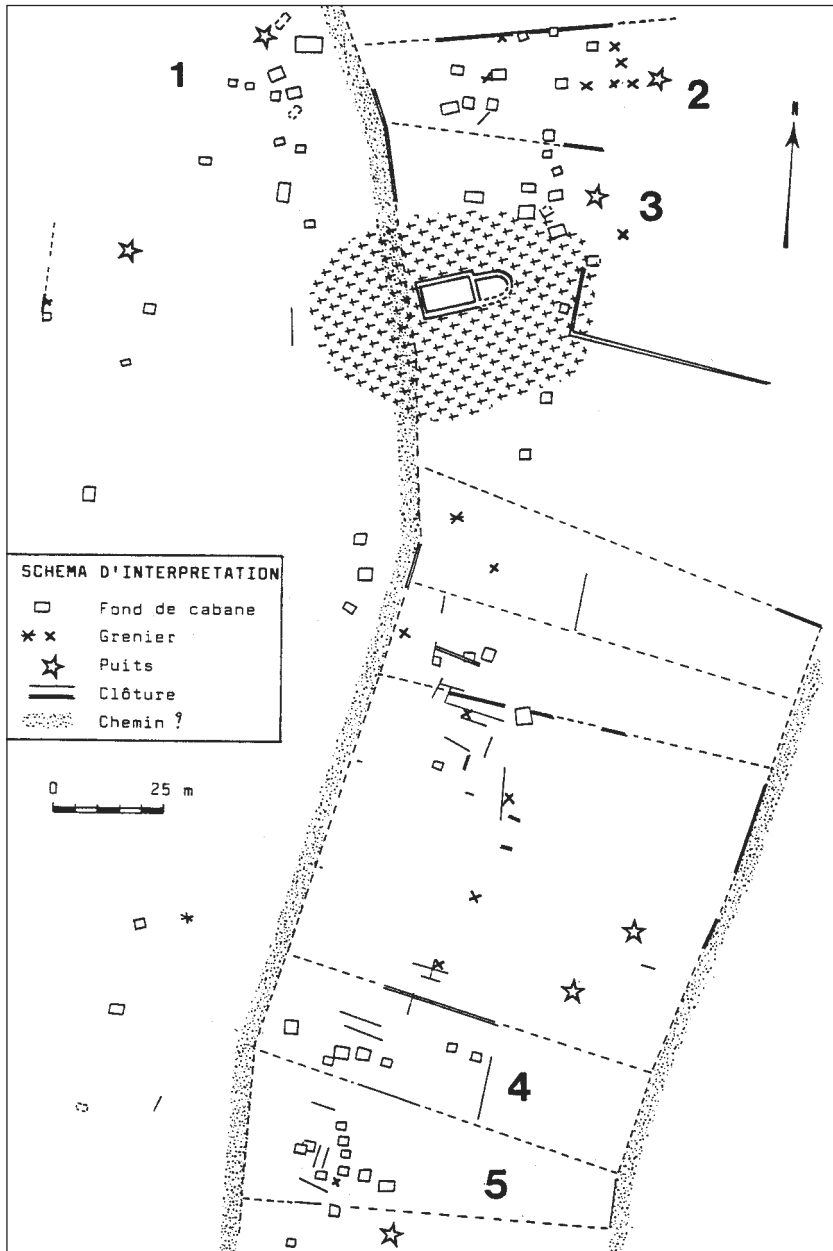 1
2
N
3
SCHEMA D'INTERPRETATION
Fond de cabane
Grenier
Puits
Clôture
Chemin ?
0 25 m
4
5